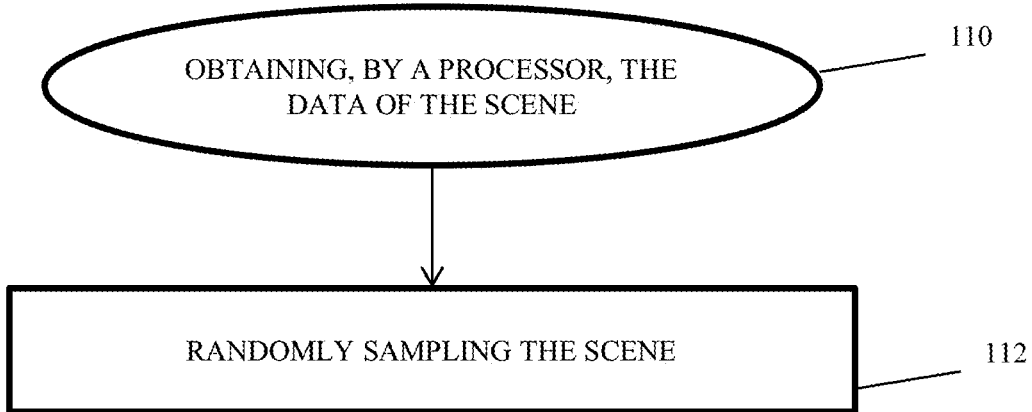 110
OBTAINING, BY A PROCESSOR, THE
DATA OF THE SCENE
RANDOMLY SAMPLING THE SCENE
112